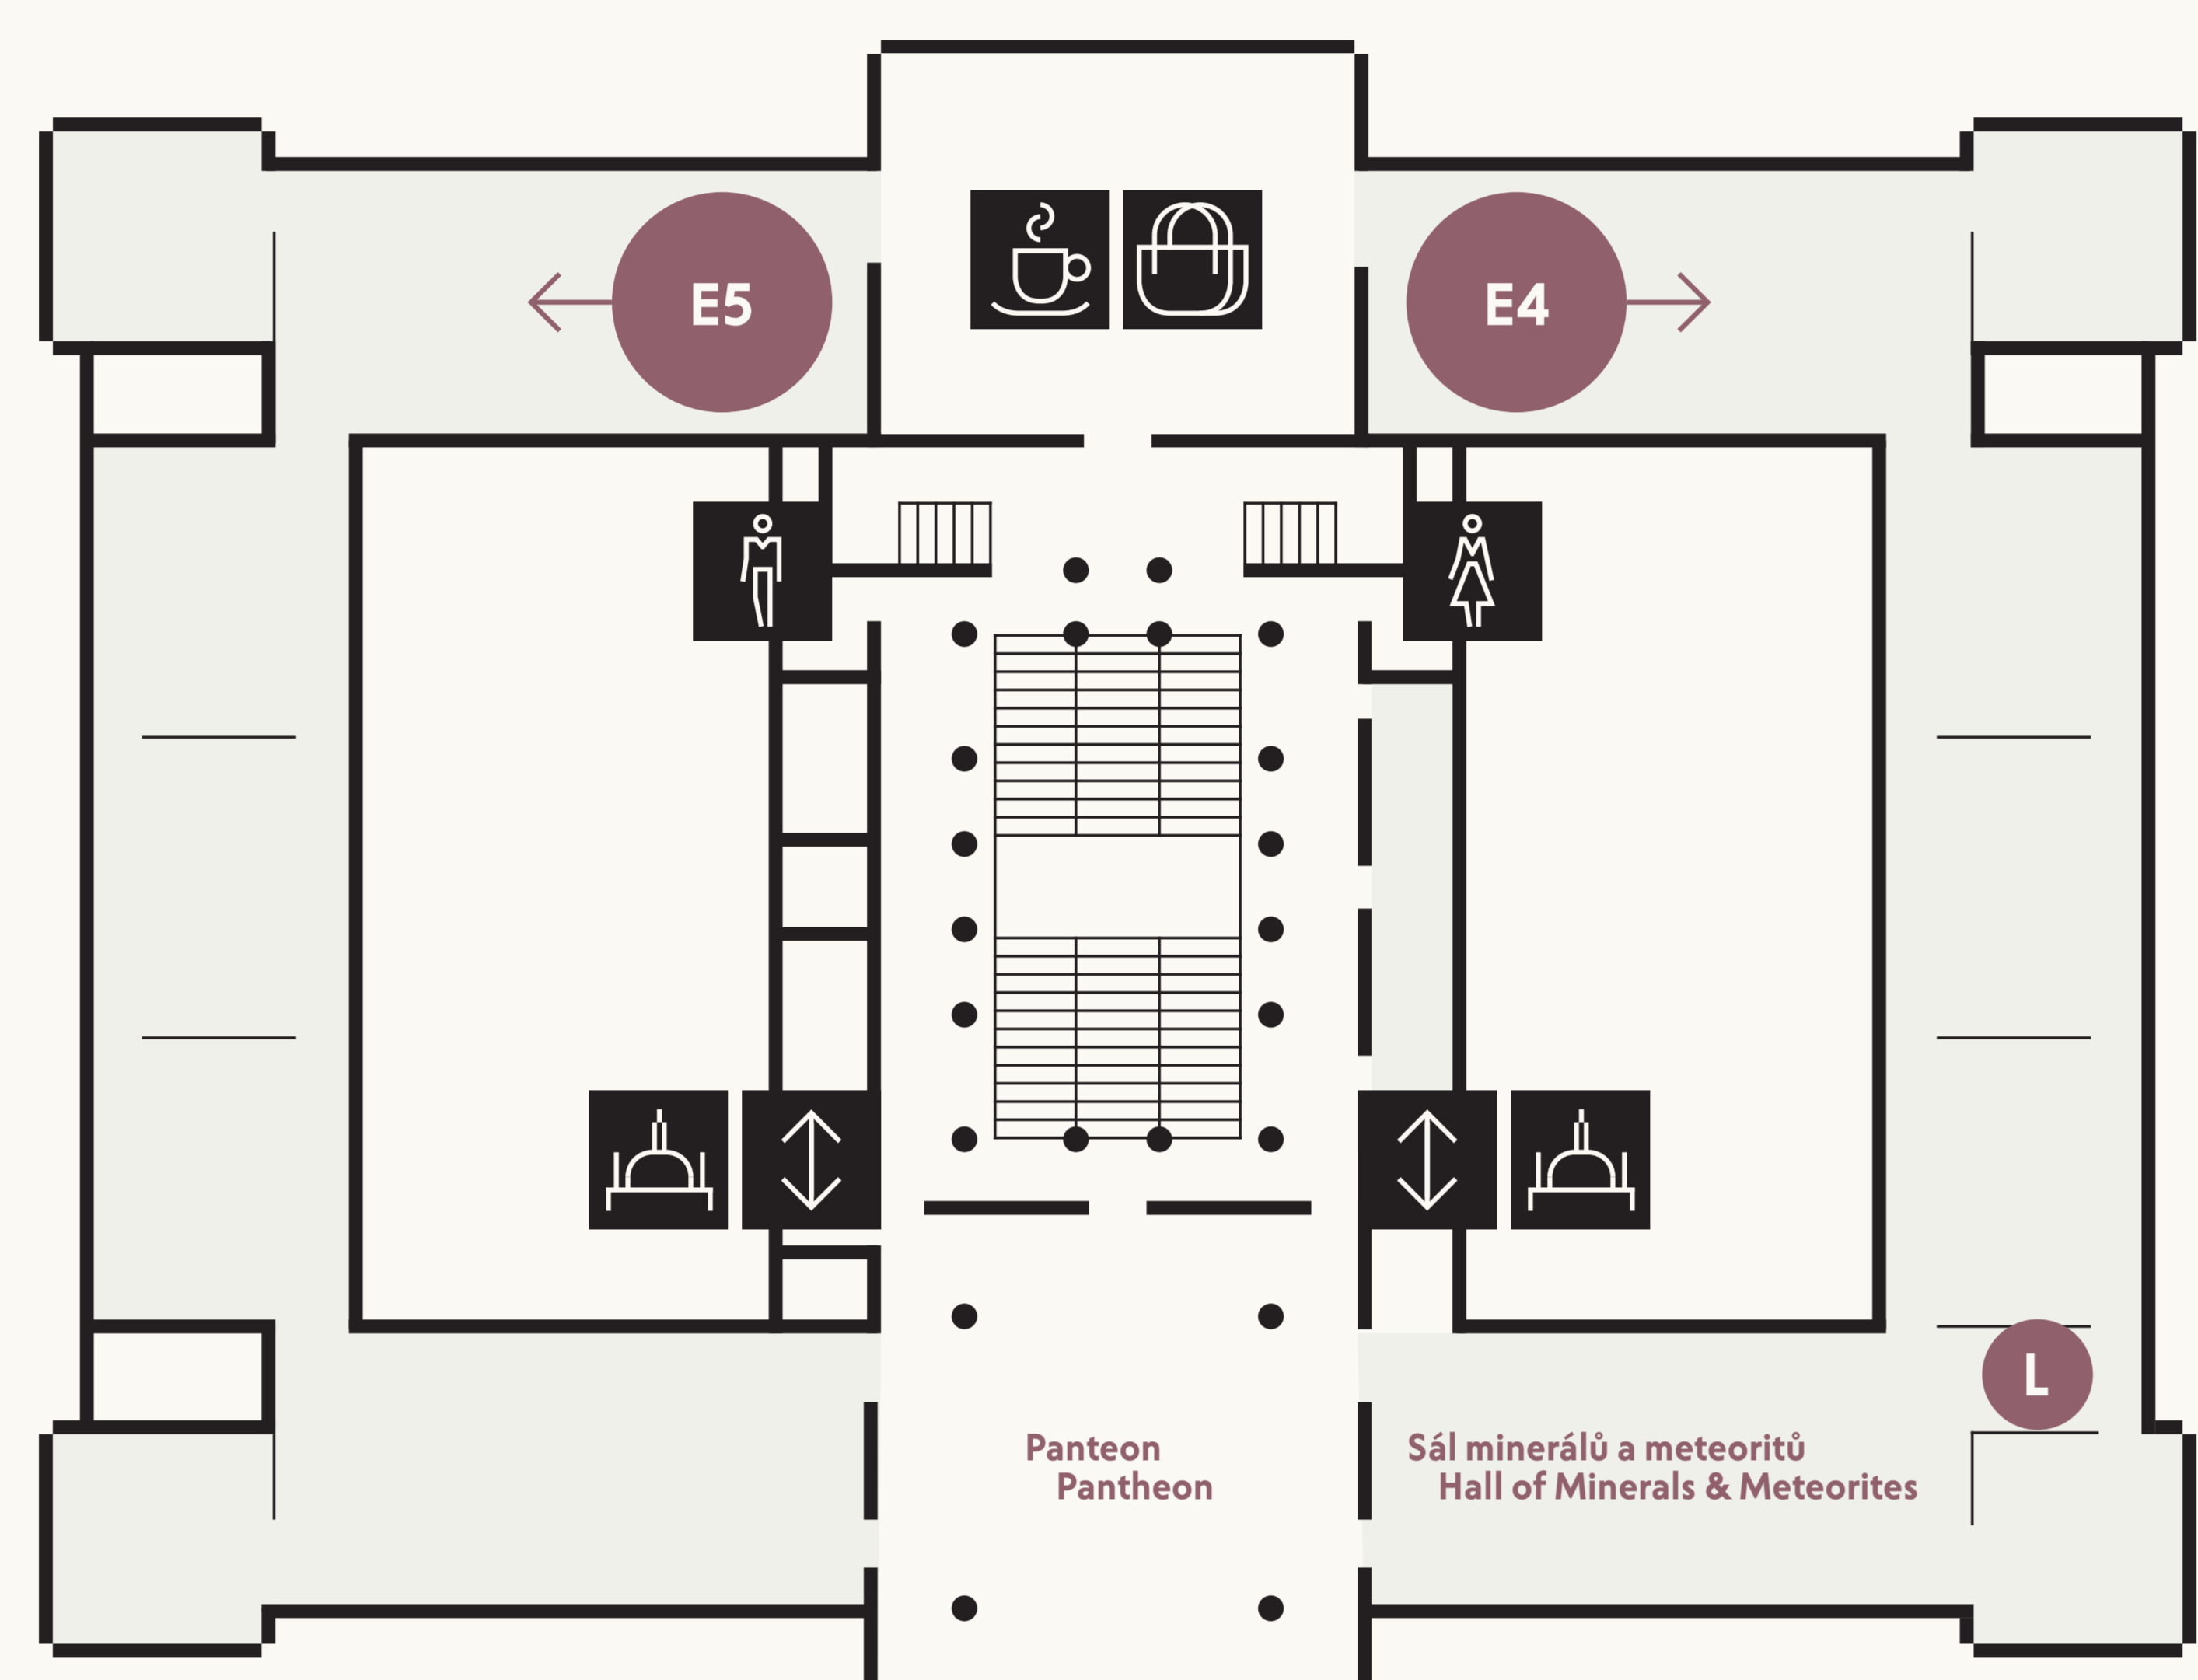 E5
E4
L
Panteon
Pantheon
Sál minerálů a meteoritů
Hall of Minerals & Meteorites